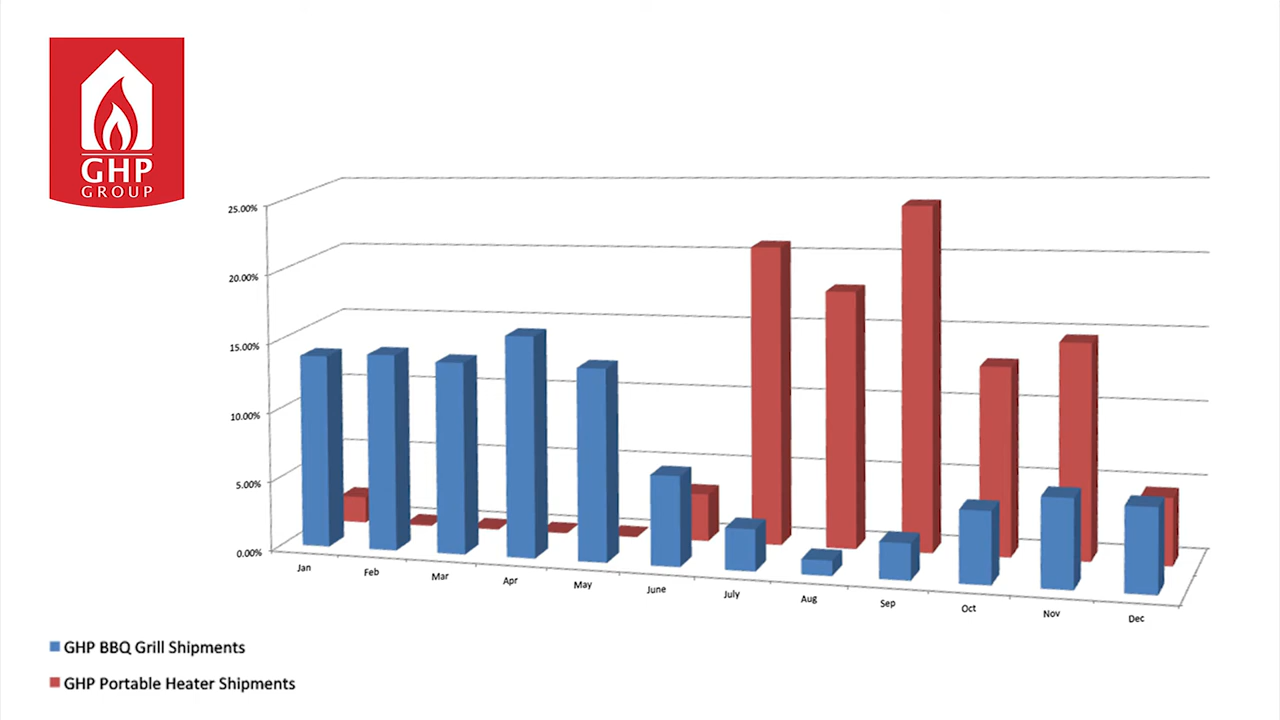 GHP
GROUP
25.00%
20.00%
15.00%
10.00%
5.00%
0.00%
Jan
Feb
Mar
Apr
May
June
July
Aug
Sep
Oct
Nov
Dec
GHP BBQ Grill Shipments
GHP Portable Heater Shipments